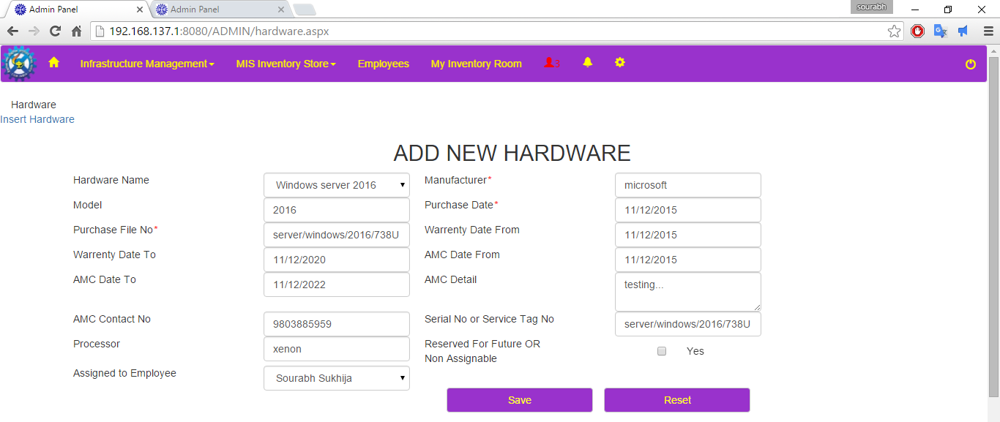 Admin Panel
Admin Panel
sourabh
192.168.137.1:8080/ADMIN/hardware.aspx
Infrastructure Management
MIS Inventory Store
Employees
My Inventory Room
3
Hardware
Insert Hardware
ADD NEW HARDWARE
Hardware Name
Windows server 2016
Manufacturer*
microsoft
Model
2016
Purchase Date*
11/12/2015
Purchase File No*
server/windows/2016/738U
Warrenty Date From
11/12/2015
Warrenty Date To
11/12/2020
AMC Date From
11/12/2015
AMC Date To
11/12/2022
AMC Detail
testing...
AMC Contact No
9803885959
Serial No or Service Tag No
server/windows/2016/738U
Processor
xenon
Reserved For Future OR
Non Assignable
Yes
Assigned to Employee
Sourabh Sukhija
Save
Reset